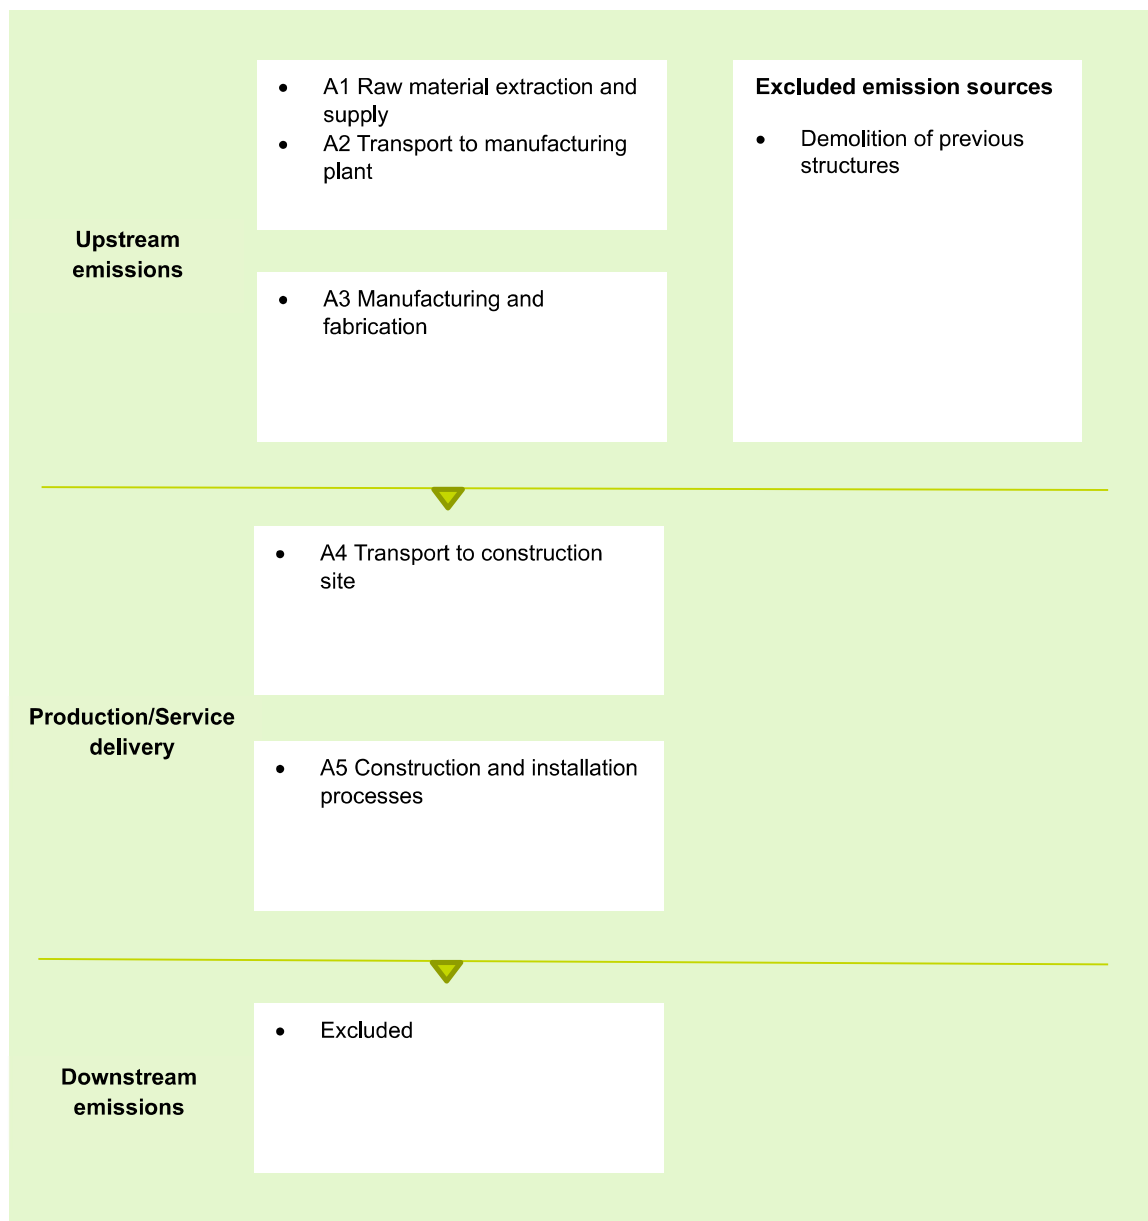 Upstream
emissions
• A1 Raw material extraction and
supply
• A2 Transport to manufacturing
plant
• A3 Manufacturing and
fabrication
Excluded emission sources
• Demolition of previous
structures
Production/Service
delivery
• A4 Transport to construction
site
• A5 Construction and installation
processes
Downstream
emissions
• Excluded